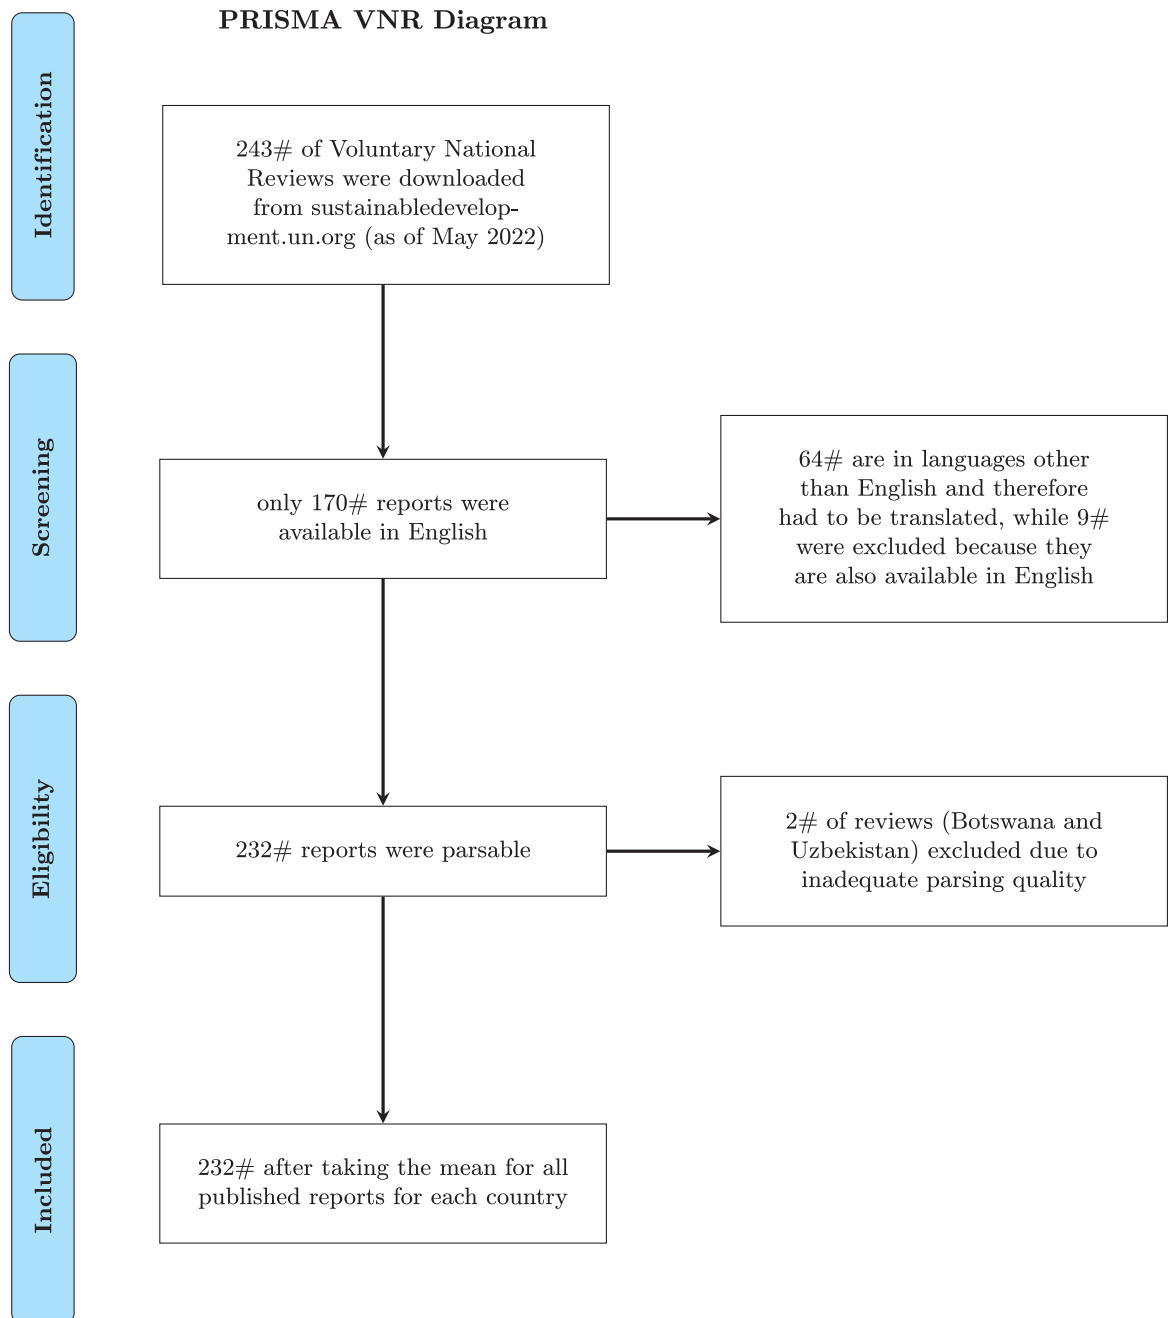 PRISMA VNR Diagram
Identification
243# of Voluntary National
Reviews were downloaded
from sustainabledevelop-
ment.un.org (as of May 2022)
Screening
only 170# reports were
available in English
64# are in languages other
than English and therefore
had to be translated, while 9#
were excluded because they
are also available in English
Eligibility
232# reports were parsable
2# of reviews (Botswana and
Uzbekistan) excluded due to
inadequate parsing quality
Included
232# after taking the mean for all
published reports for each country